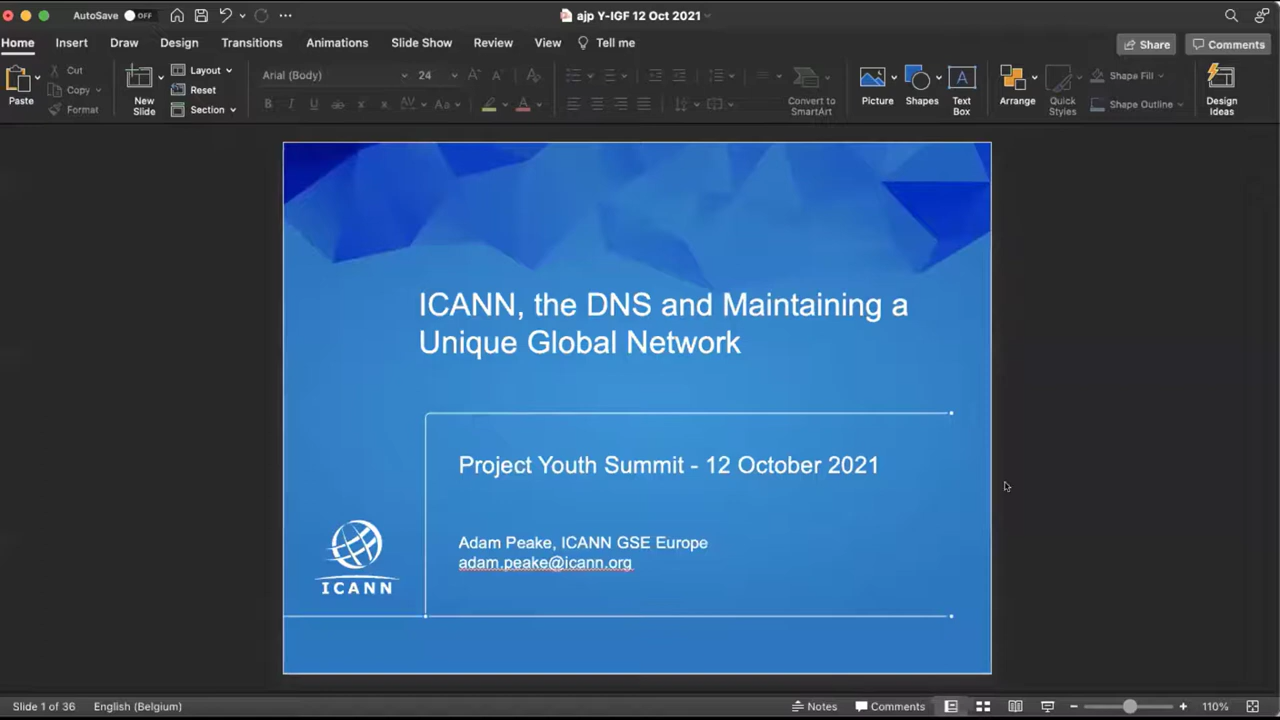 AutoSave OFF ajp Y-IGF 12 Oct 2021
Home Insert Draw Design Transitions Animations Slide Show Review View Tell me Share Comments
Paste
Cut
Copy
Format
New Slide
Layout
Reset
Section
Arial (Body) 24
Convert to SmartArt
Picture
Shapes
Text Box
Arrange
Quick Styles
Shape Fill
Shape Outline
Design Ideas
ICANN, the DNS and Maintaining a
Unique Global Network
Project Youth Summit - 12 October 2021
Adam Peake, ICANN GSE Europe
adam.peake@icann.org
ICANN
Slide 1 of 36 English (Belgium) Notes Comments 110%